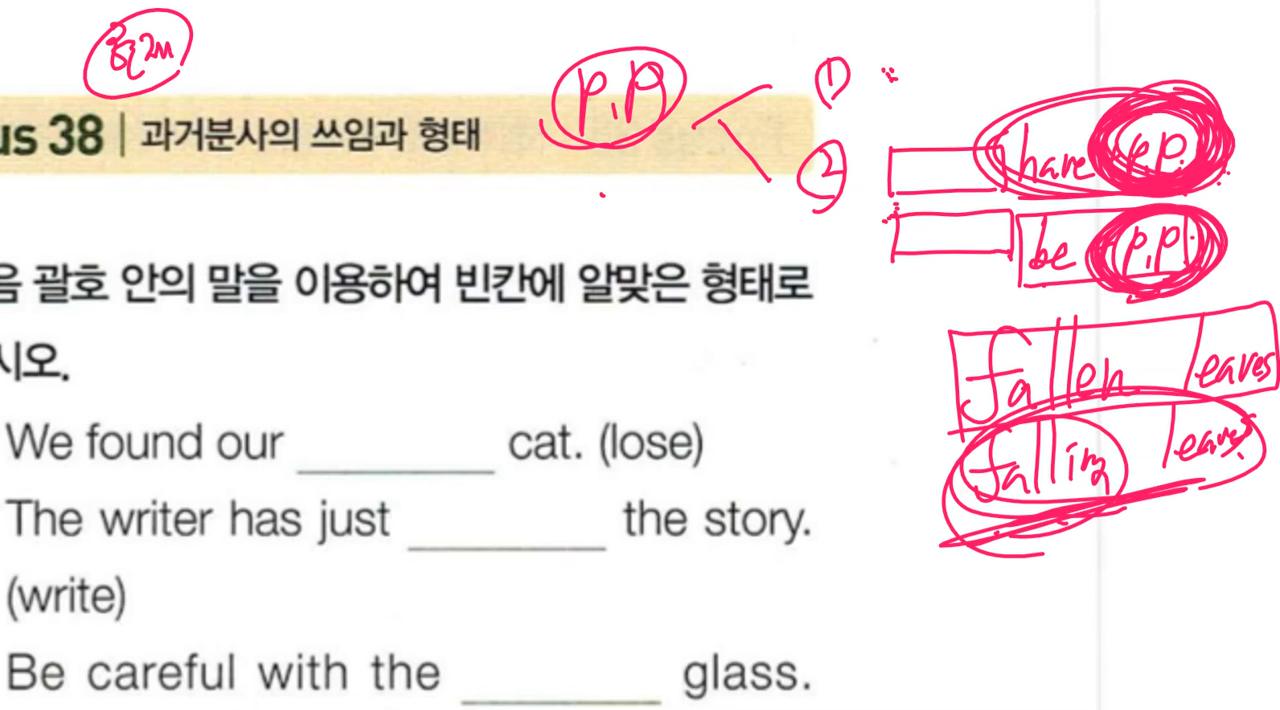 p.p
①
②
us 38 | 과거분사의 쓰임과 형태
have p.p.
be p.p.
음 괄호 안의 말을 이용하여 빈칸에 알맞은 형태로
시오.
fallen leaves
falling leaves
We found our ________ cat. (lose)
The writer has just ________ the story.
(write)
Be careful with the ________ glass.